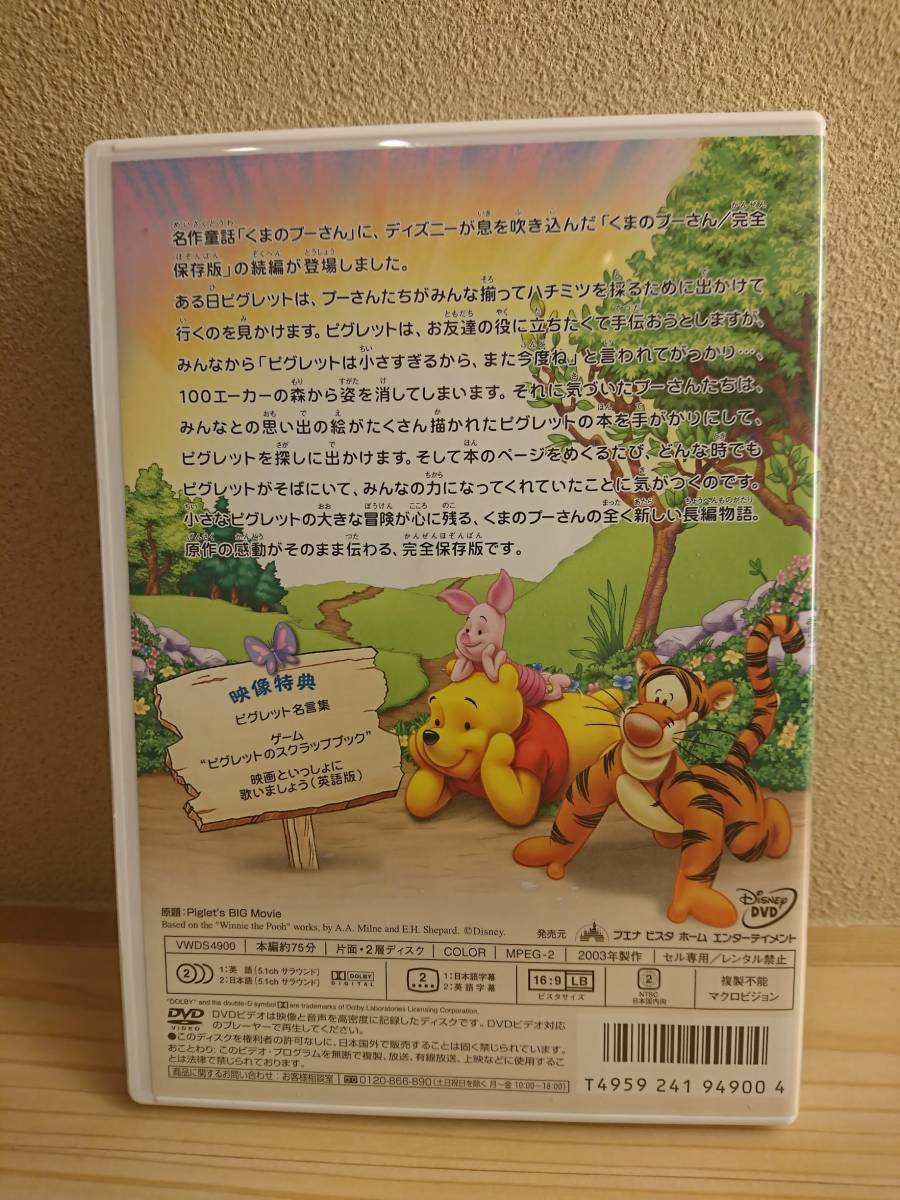 名作童話「くまのプーさん」に、ディズニーが息を吹き込んだ「くまのプーさん/完全
保存版」の続編が登場しました。
ある日ピグレットは、プーさんたちがみんな揃ってハチミツを採るために出かけて
行くのを見かけます。ピグレットは、お友達の役に立ちたくて手伝おうとしますが、
みんなから「ピグレットは小さすぎるから、また今度ね」と言われてがっかり…、
100エーカーの森から姿を消してしまいます。それに気づいたプーさんたちは、
みんなとの思い出の絵がたくさん描かれたピグレットの本を手がかりにして、
ピグレットを探しに出かけます。そして本のページをめくるたび、どんな時でも
ピグレットがそばにいて、みんなの力になってくれていたことに気がつくのです。
小さなピグレットの大きな冒険が心に残る、くまのプーさんの全く新しい長編物語。
原作の感動がそのまま伝わる、完全保存版です。
映像特典
ピグレット名言集
ゲーム
"ピグレットのスクラップブック"
映画といっしょに
歌いましょう(英語版)
原題:Piglet's BIG Movie
Based on the "Winnie the Pooh" works, by A.A. Milne and E.H. Shepard. ©Disney.
DISNEY
DVD
発売元 ブエナ ビスタ ホーム エンターテイメント
VWDS4900 本編約75分 片面・2層ディスク COLOR MPEG-2 2003年製作 セル専用/レンタル禁止
2 1:英 語(5.1ch サラウンド)
2:日本語(5.1ch サラウンド)
DOLBY
DIGITAL
2 1:日本語字幕
2:英 語 字 幕
16:9 LB
ビスタサイズ
2
NTSC
日本国内向
複製不能
マクロビジョン
"DOLBY" and the double-D symbol are trademarks of Dolby Laboratories Licensing Corporation.
DVD
VIDEO
DVDビデオは映像と音声を高密度に記録したディスクです。DVDビデオ対応
のプレーヤーで再生してください。
●このディスクを権利者の許可なしに、日本国外で販売することは固く禁じられています。
おことわり:このビデオ・プログラムを無断で複製、放送、有線放送、上映などに使用するこ
とは法律で禁じられております。
商品に関するお問い合わせ:お客様相談室 0120-866-890(土日祝日を除く 月〜金 10:00〜18:00)
T4959 241 94900 4